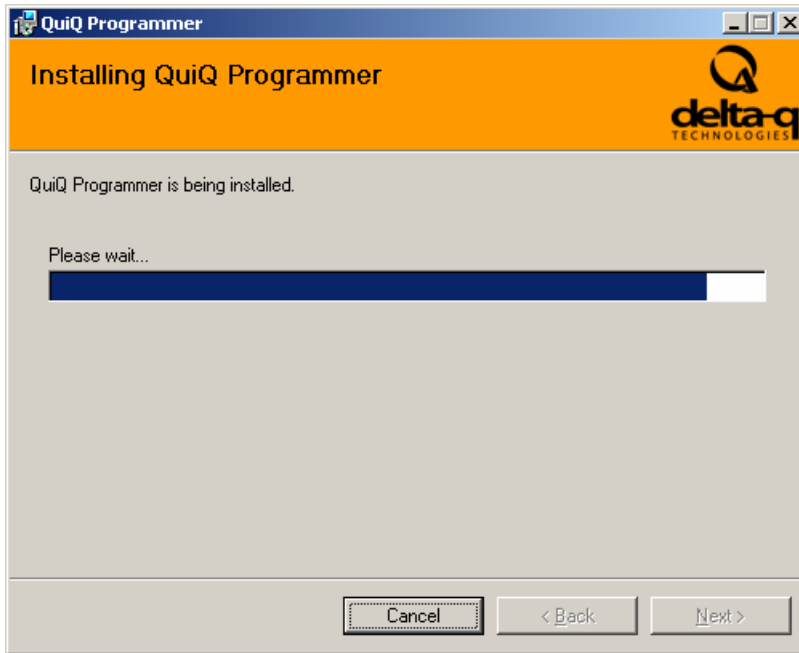 QuiQ Programmer
Installing QuiQ Programmer
delta-q
TECHNOLOGIES
QuiQ Programmer is being installed.
Please wait...
Cancel
< Back
Next >